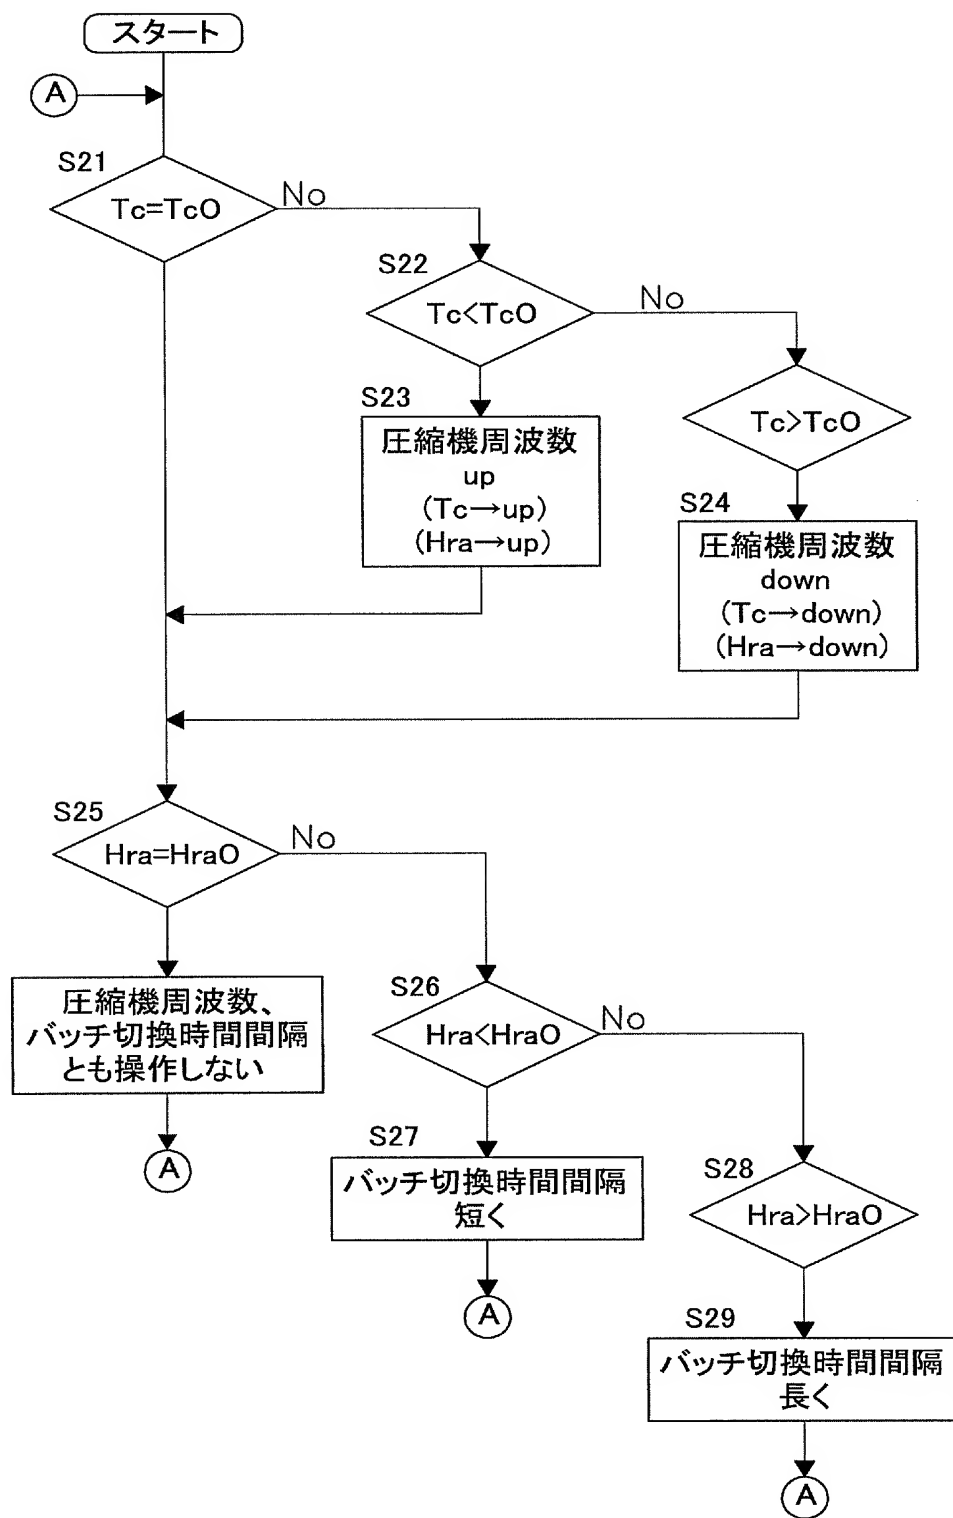 スタート
A
S21
Tc=TcO
No
S22
Tc<TcO
No
S23
圧縮機周波数
up
(Tc→up)
(Hra→up)
Tc>TcO
S24
圧縮機周波数
down
(Tc→down)
(Hra→down)
S25
Hra=HraO
No
圧縮機周波数、
バッチ切換時間間隔
とも操作しない
A
S26
Hra<HraO
No
S27
バッチ切換時間間隔
短く
A
S28
Hra>HraO
S29
バッチ切換時間間隔
長く
A